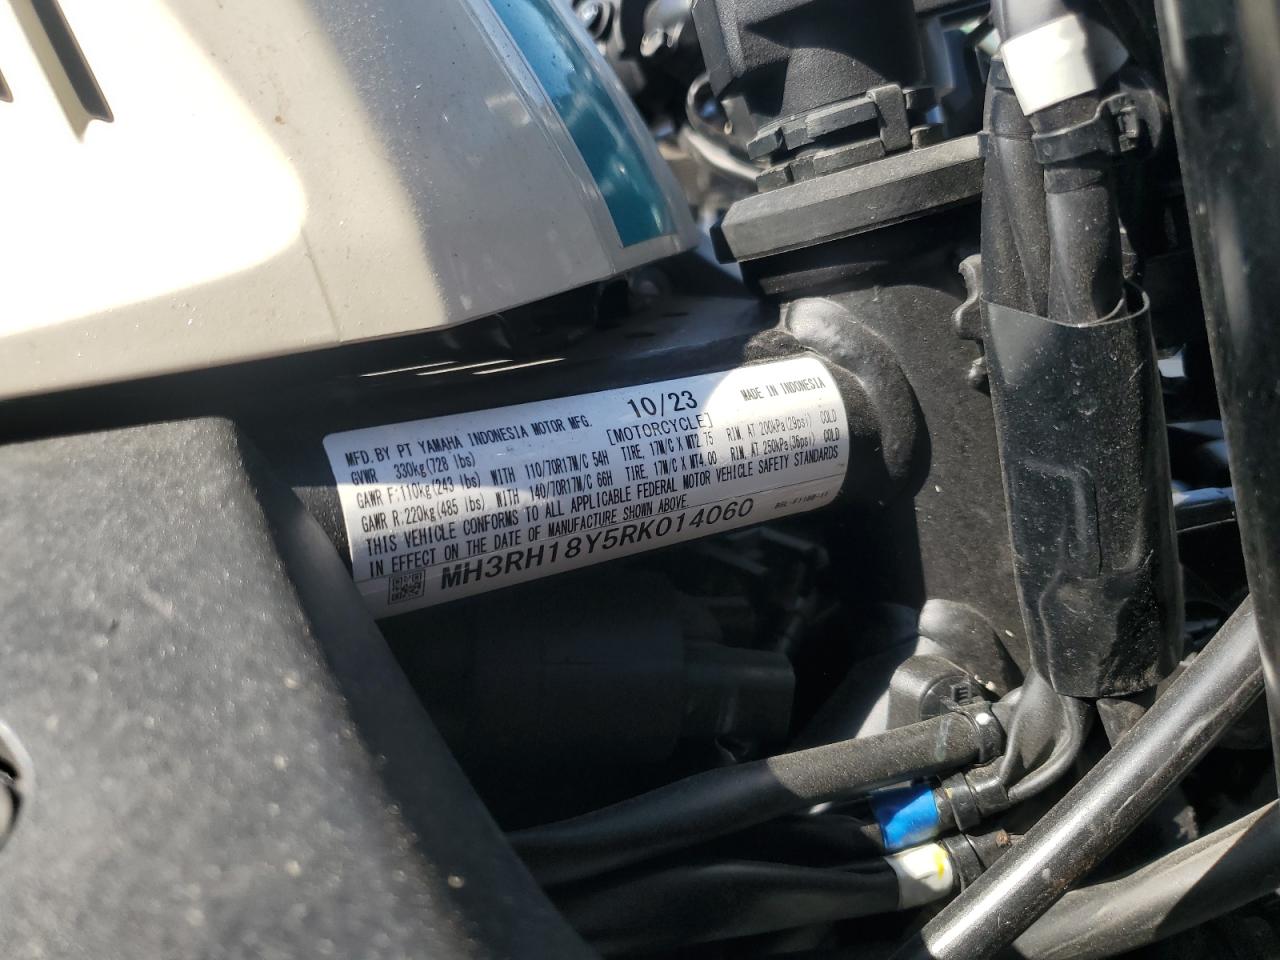 10/23 MADE IN INDONESIA
MFD. BY PT YAMAHA INDONESIA MOTOR MFG. [MOTORCYCLE]
GVWR 330kg(728 lbs)
GAWR F:110kg(243 lbs) WITH 110/70R17M/C 54H TIRE, 17M/C X MT2.75 RIM, AT 200kPa(29psi) COLD
GAWR R:220kg(485 lbs) WITH 140/70R17M/C 66H TIRE, 17M/C X MT4.00 RIM, AT 250kPa(36psi) COLD
THIS VEHICLE CONFORMS TO ALL APPLICABLE FEDERAL MOTOR VEHICLE SAFETY STANDARDS
IN EFFECT ON THE DATE OF MANUFACTURE SHOWN ABOVE.
MH3RH18Y5RK014060